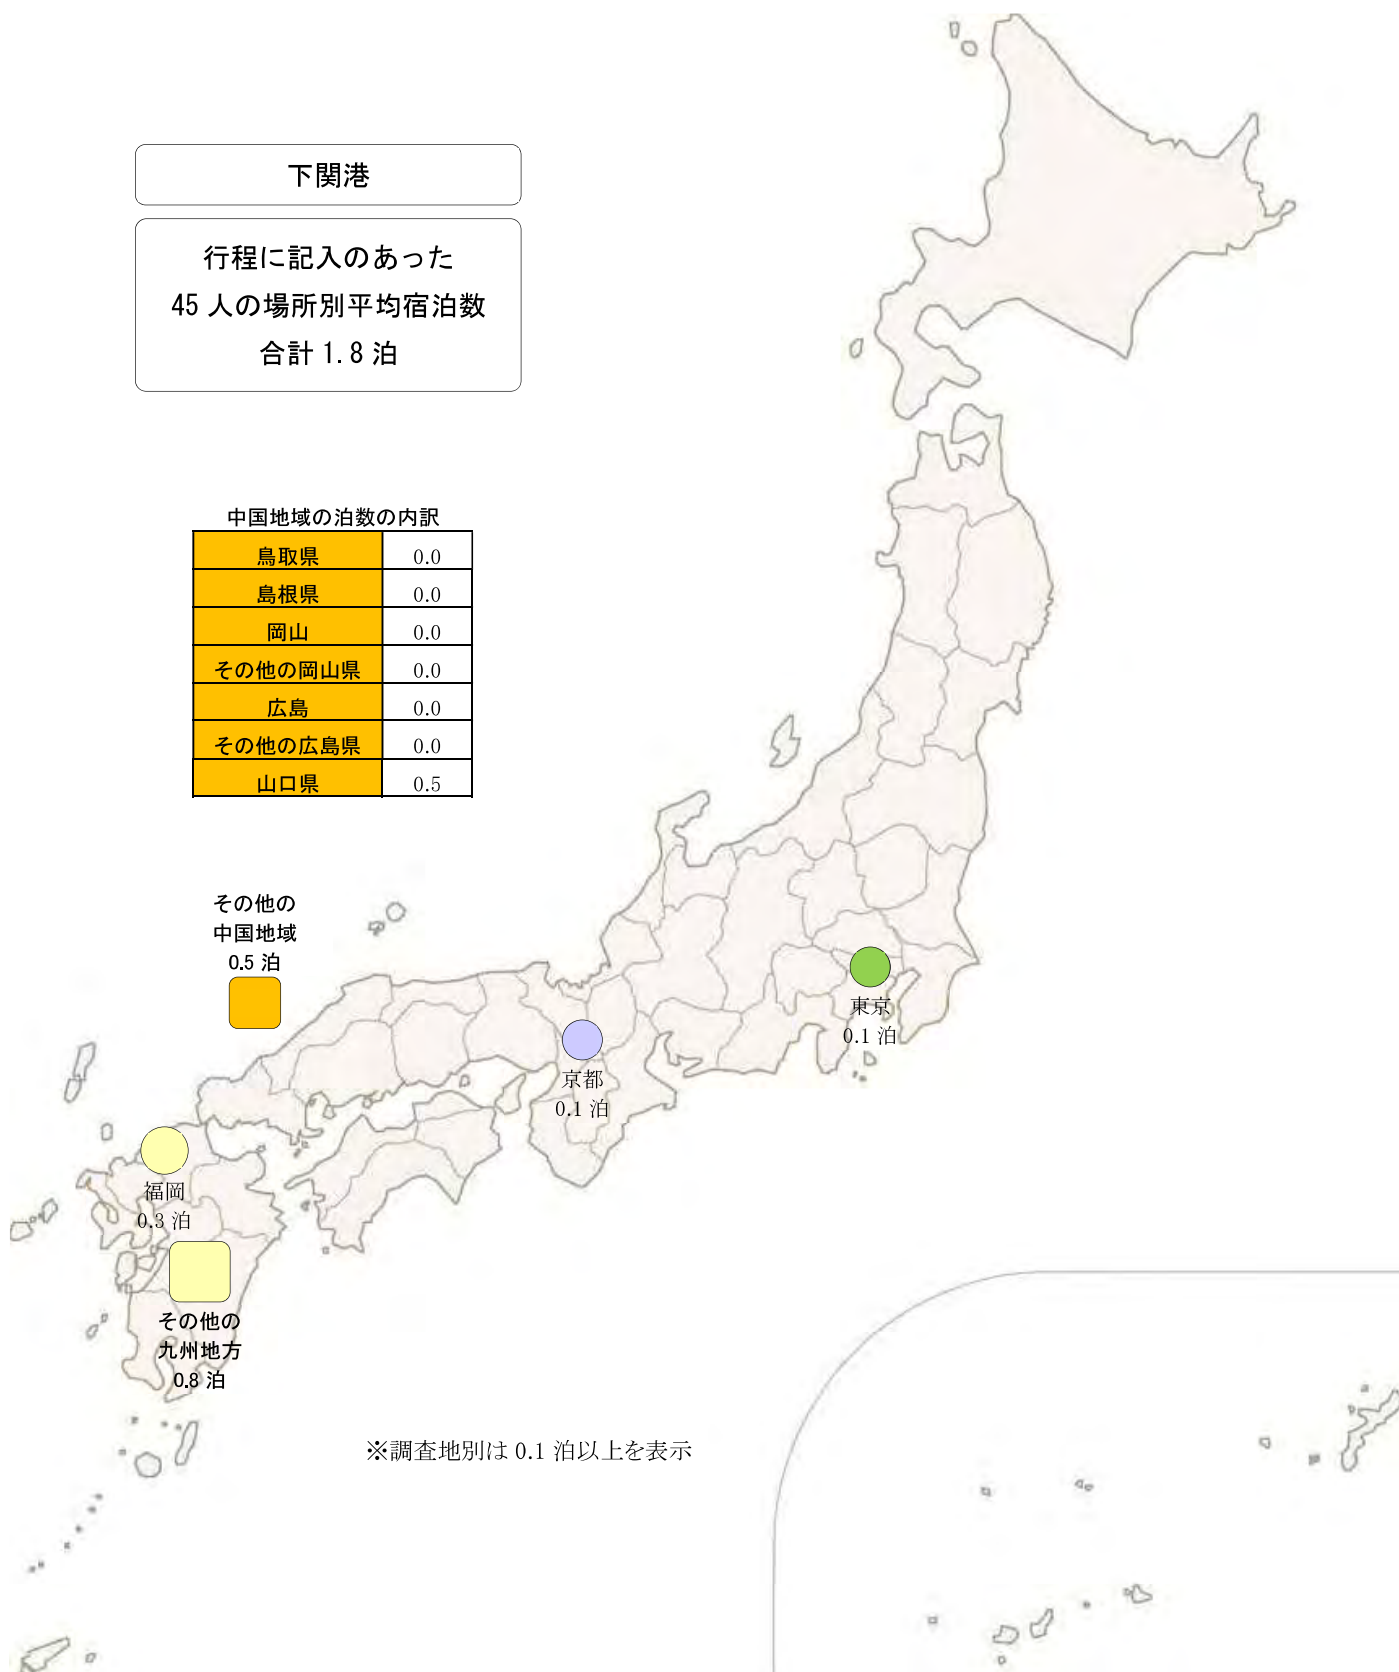 下関港
行程に記入のあった
45 人の場所別平均宿泊数
合計 1.8 泊
中国地域の泊数の内訳
鳥取県 0.0
島根県 0.0
岡山 0.0
その他の岡山県 0.0
広島 0.0
その他の広島県 0.0
山口県 0.5
その他の
中国地域
0.5 泊
東京
0.1 泊
京都
0.1 泊
福岡
0.3 泊
その他の
九州地方
0.8 泊
※調査地別は 0.1 泊以上を表示